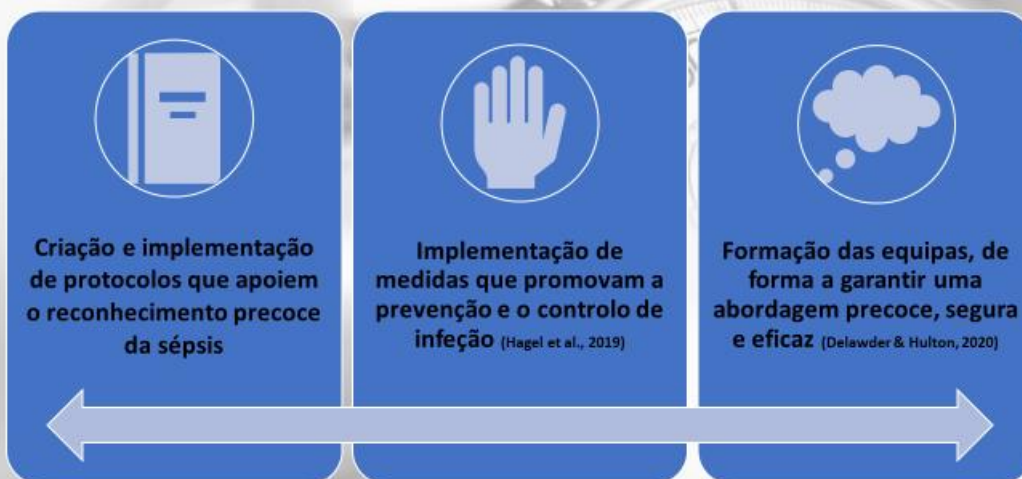 Criação e implementação
de protocolos que apoiem
o reconhecimento precoce
da sépsis
Implementação de
medidas que promovam a
prevenção e o controlo de
infeção (Hagel et al., 2019)
Formação das equipas, de
forma a garantir uma
abordagem precoce, segura
e eficaz (Delawder & Hulton, 2020)